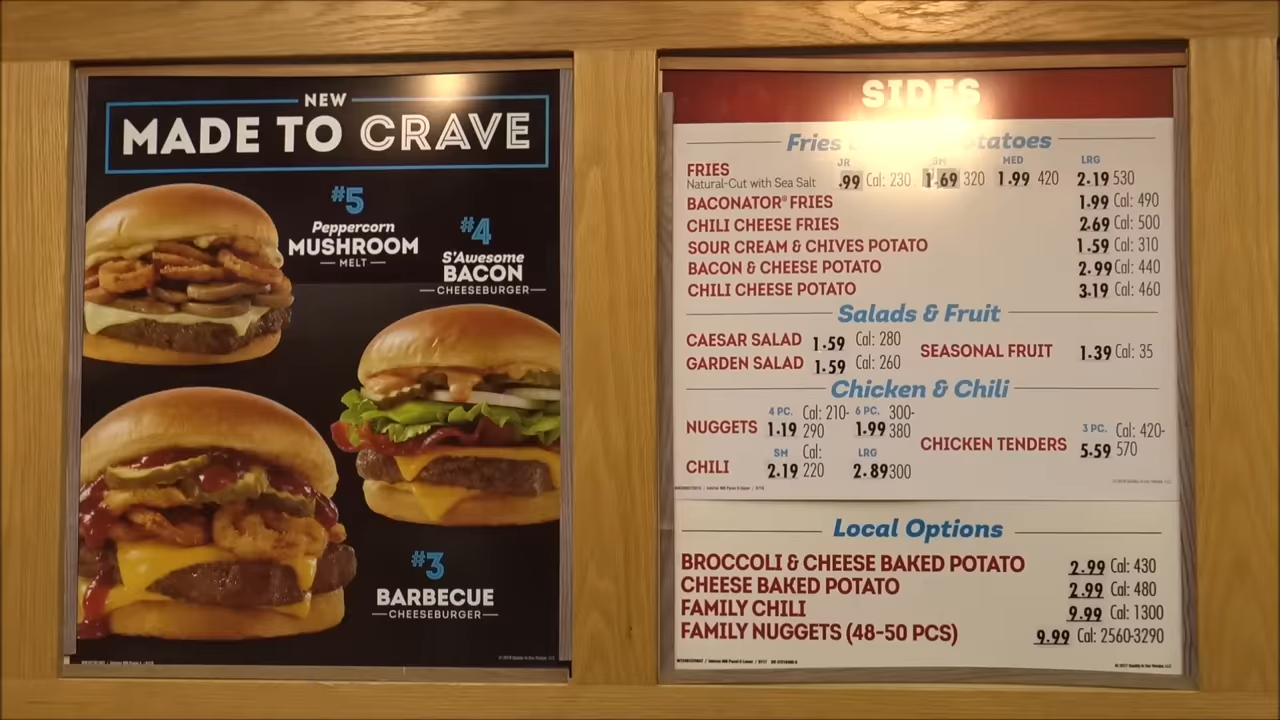 NEW
MADE TO CRAVE
#5
Peppercorn
MUSHROOM
MELT
#4
S'Awesome
BACON
CHEESEBURGER
#3
BARBECUE
CHEESEBURGER
SIDES
Fries
JR SM MED LRG
FRIES .99 Cal: 230 1.69 320 1.99 420 2.19 530
Natural-Cut with Sea Salt
BACONATOR® FRIES 1.99 Cal: 490
CHILI CHEESE FRIES 2.69 Cal: 500
SOUR CREAM & CHIVES POTATO 1.59 Cal: 310
BACON & CHEESE POTATO 2.99 Cal: 440
CHILI CHEESE POTATO 3.19 Cal: 460
Salads & Fruit
CAESAR SALAD 1.59 Cal: 280
GARDEN SALAD 1.59 Cal: 260
SEASONAL FRUIT 1.39 Cal: 35
Chicken & Chili
4 PC. Cal: 210- 6 PC. 300-
NUGGETS 1.19 290 1.99 380
SM Cal: LRG
CHILI 2.19 220 2.89 300
3 PC. Cal: 420-
CHICKEN TENDERS 5.59 570
Local Options
BROCCOLI & CHEESE BAKED POTATO 2.99 Cal: 430
CHEESE BAKED POTATO 2.99 Cal: 480
FAMILY CHILI 9.99 Cal: 1300
FAMILY NUGGETS (48-50 PCS) 9.99 Cal: 2560-3290